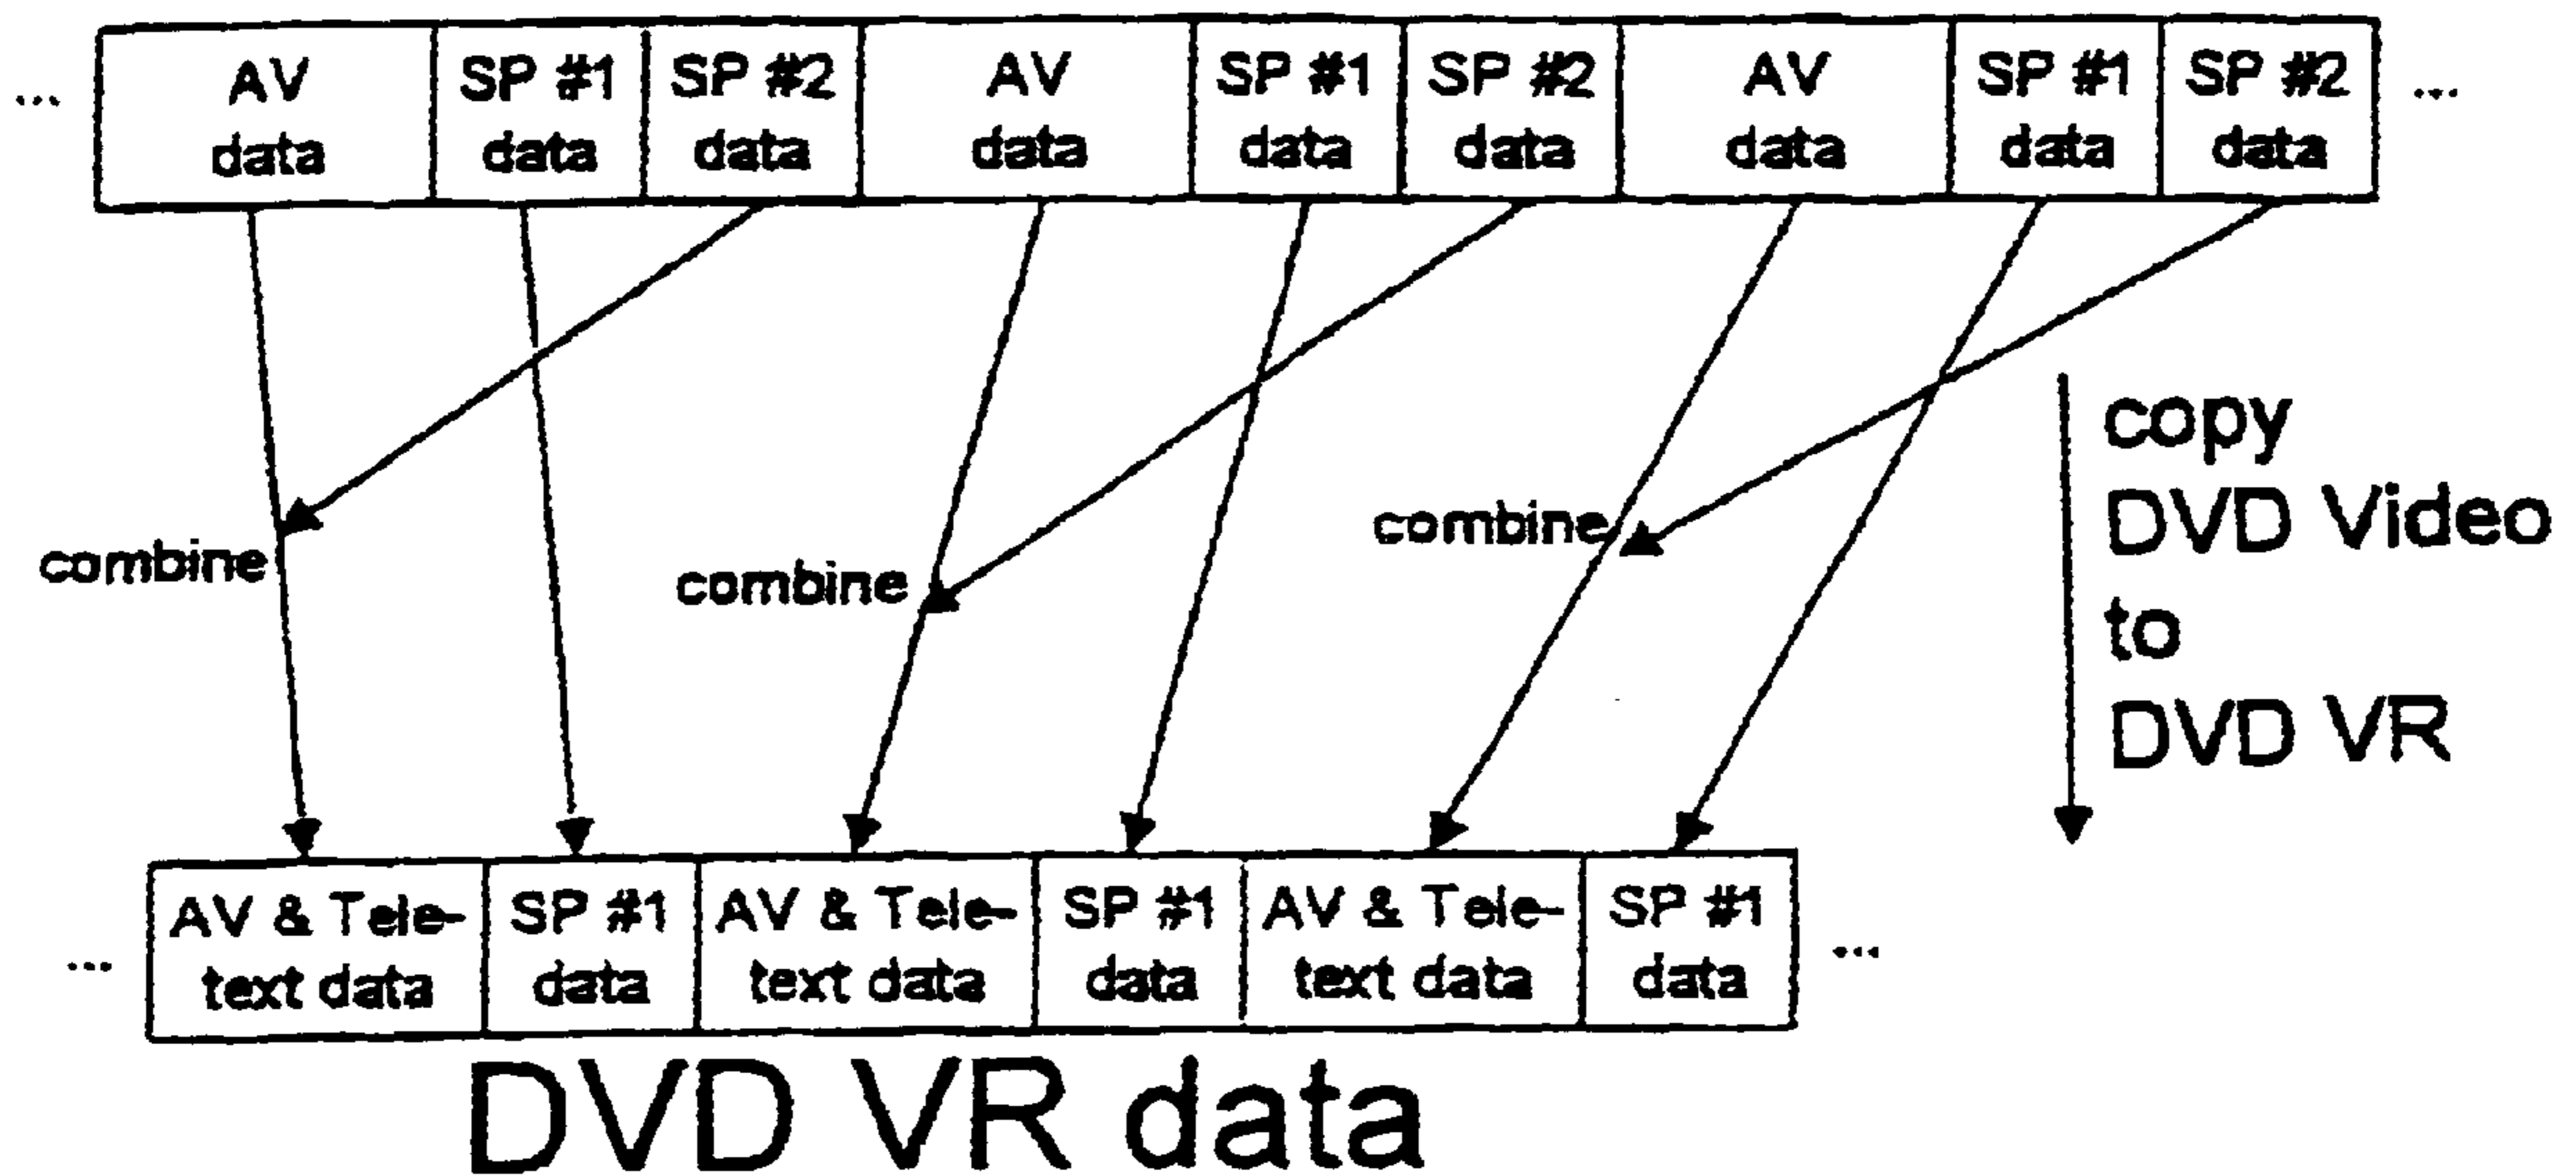 ... AV data SP #1 data SP #2 data AV data SP #1 data SP #2 data AV data SP #1 data SP #2 data ...
combine
combine
combine
copy
DVD Video
to
DVD VR
... AV & Tele-
text data SP #1
data AV & Tele-
text data SP #1
data AV & Tele-
text data SP #1
data ...
DVD VR data